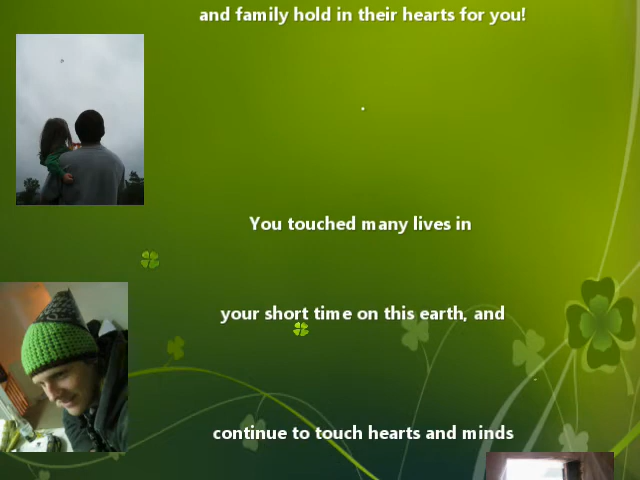 and family hold in their hearts for you!
You touched many lives in
your short time on this earth, and
continue to touch hearts and minds